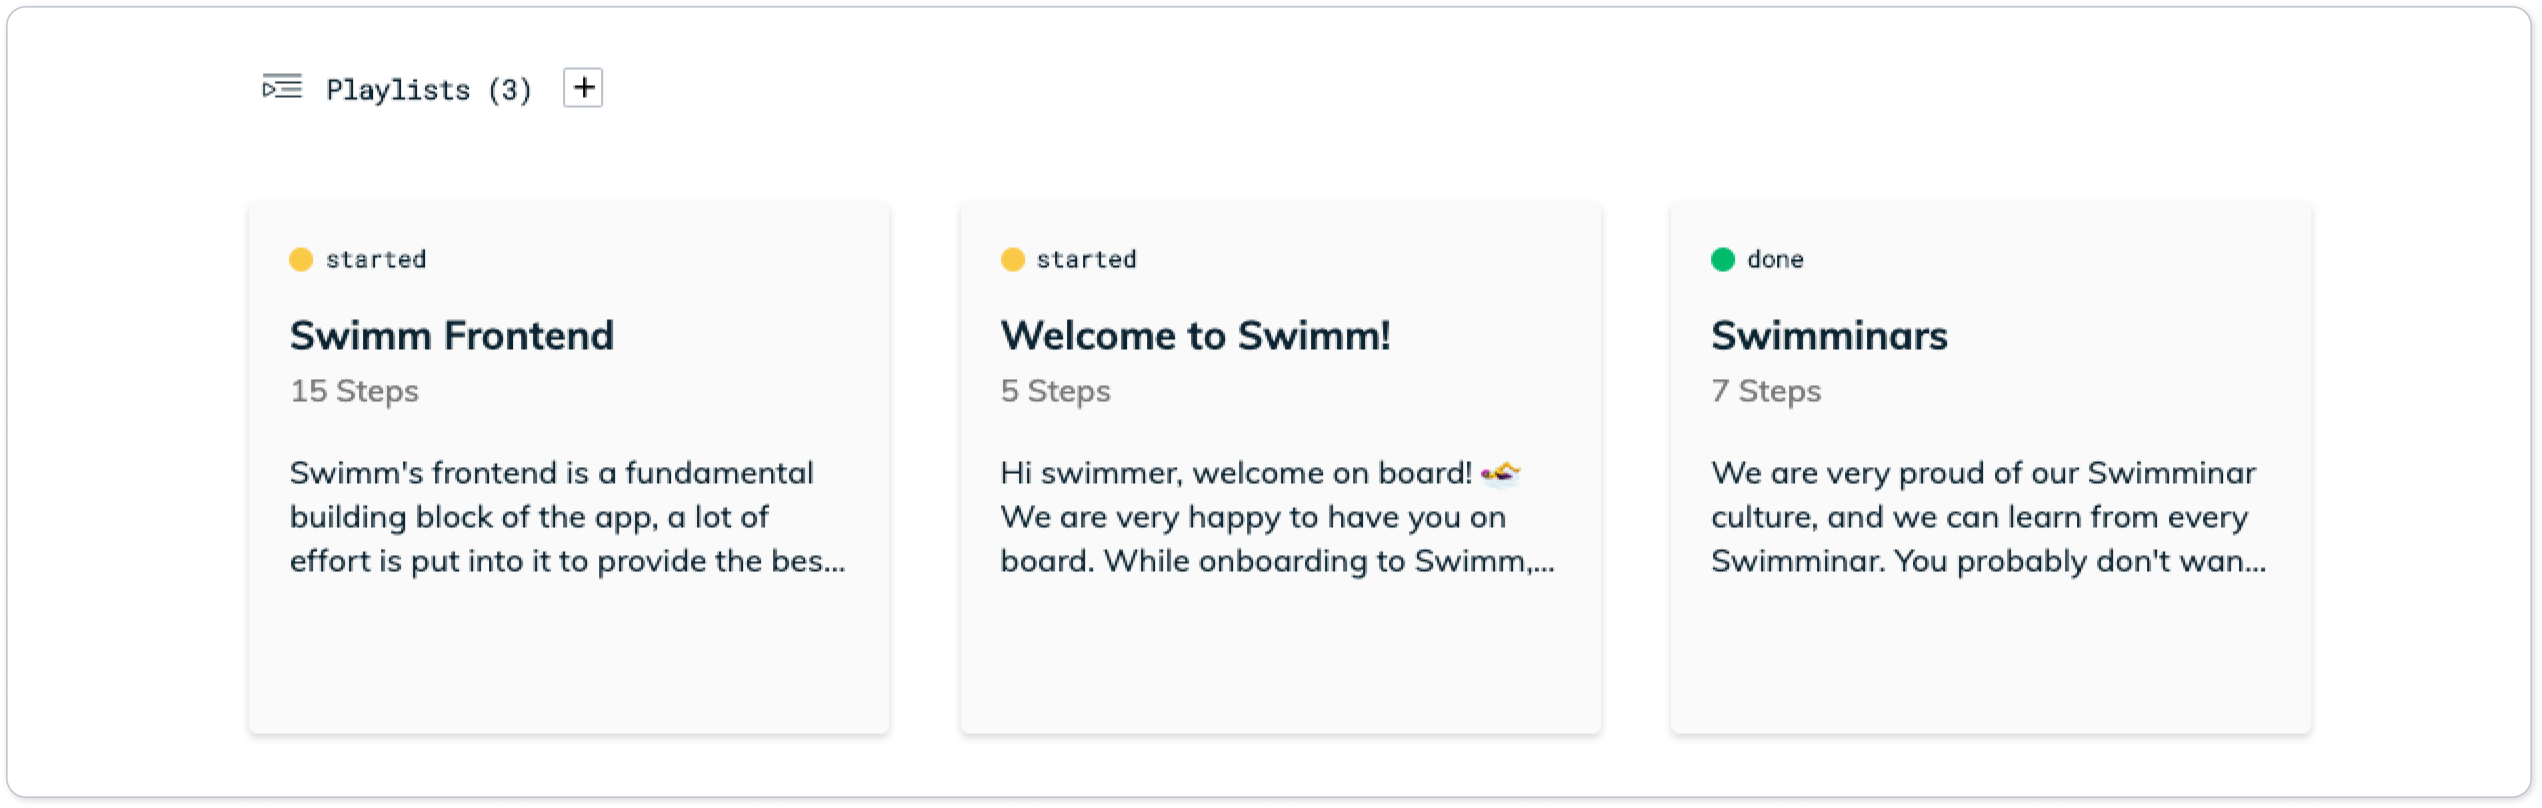 Playlists (3) +
started
Swimm Frontend
15 Steps
Swimm's frontend is a fundamental
building block of the app, a lot of
effort is put into it to provide the bes...
started
Welcome to Swimm!
5 Steps
Hi swimmer, welcome on board! 🏊
We are very happy to have you on
board. While onboarding to Swimm,...
done
Swimminars
7 Steps
We are very proud of our Swimminar
culture, and we can learn from every
Swimminar. You probably don't wan...